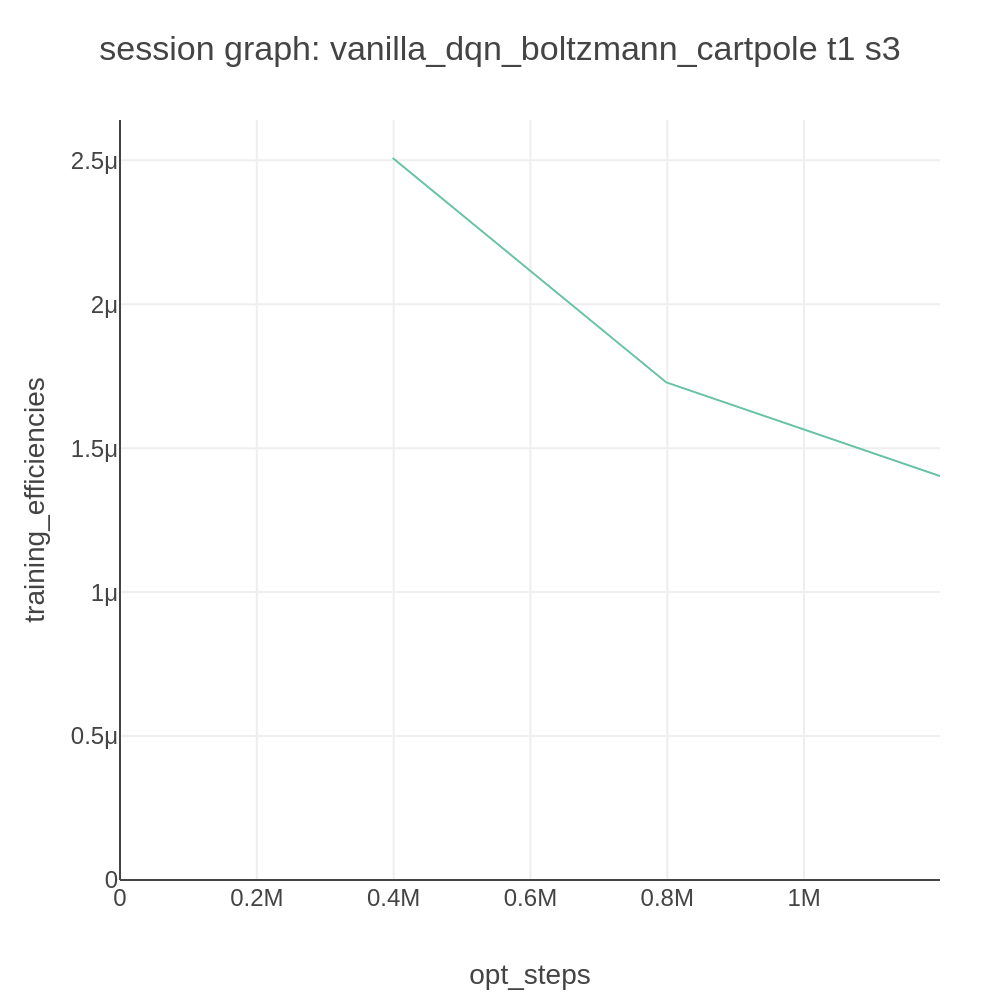 session graph: vanilla_dqn_boltzmann_cartpole t1 s3
2.5μ
2μ
1.5μ
1μ
0.5μ
0
training_efficiencies
0
0.2M
0.4M
0.6M
0.8M
1M
opt_steps